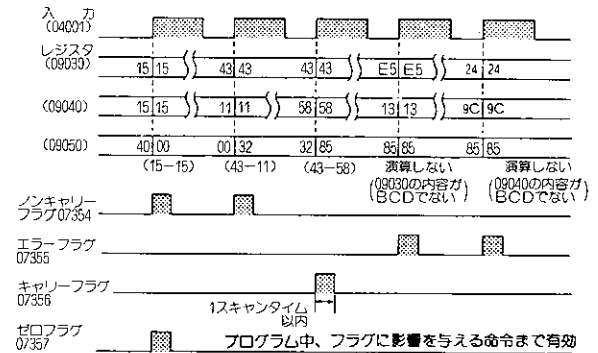 入　力
(04001)
レジスタ
(09030) 15 15 43 43 43 43 E5 E5 24 24
(09040) 15 15 11 11 58 58 13 13 9C 9C
(09050) 40 00 00 32 32 85 85 85 85 85
(15−15) (43−11) (43−58) 演算しない 演算しない
(09030の内容がBCDでない) (09040の内容がBCDでない)
ノンキャリー
フラグ07354
エラーフラグ
07355
キャリーフラグ
07356
1スキャンタイム
以内
ゼロフラグ
07357
プログラム中、フラグに影響を与える命令まで有効